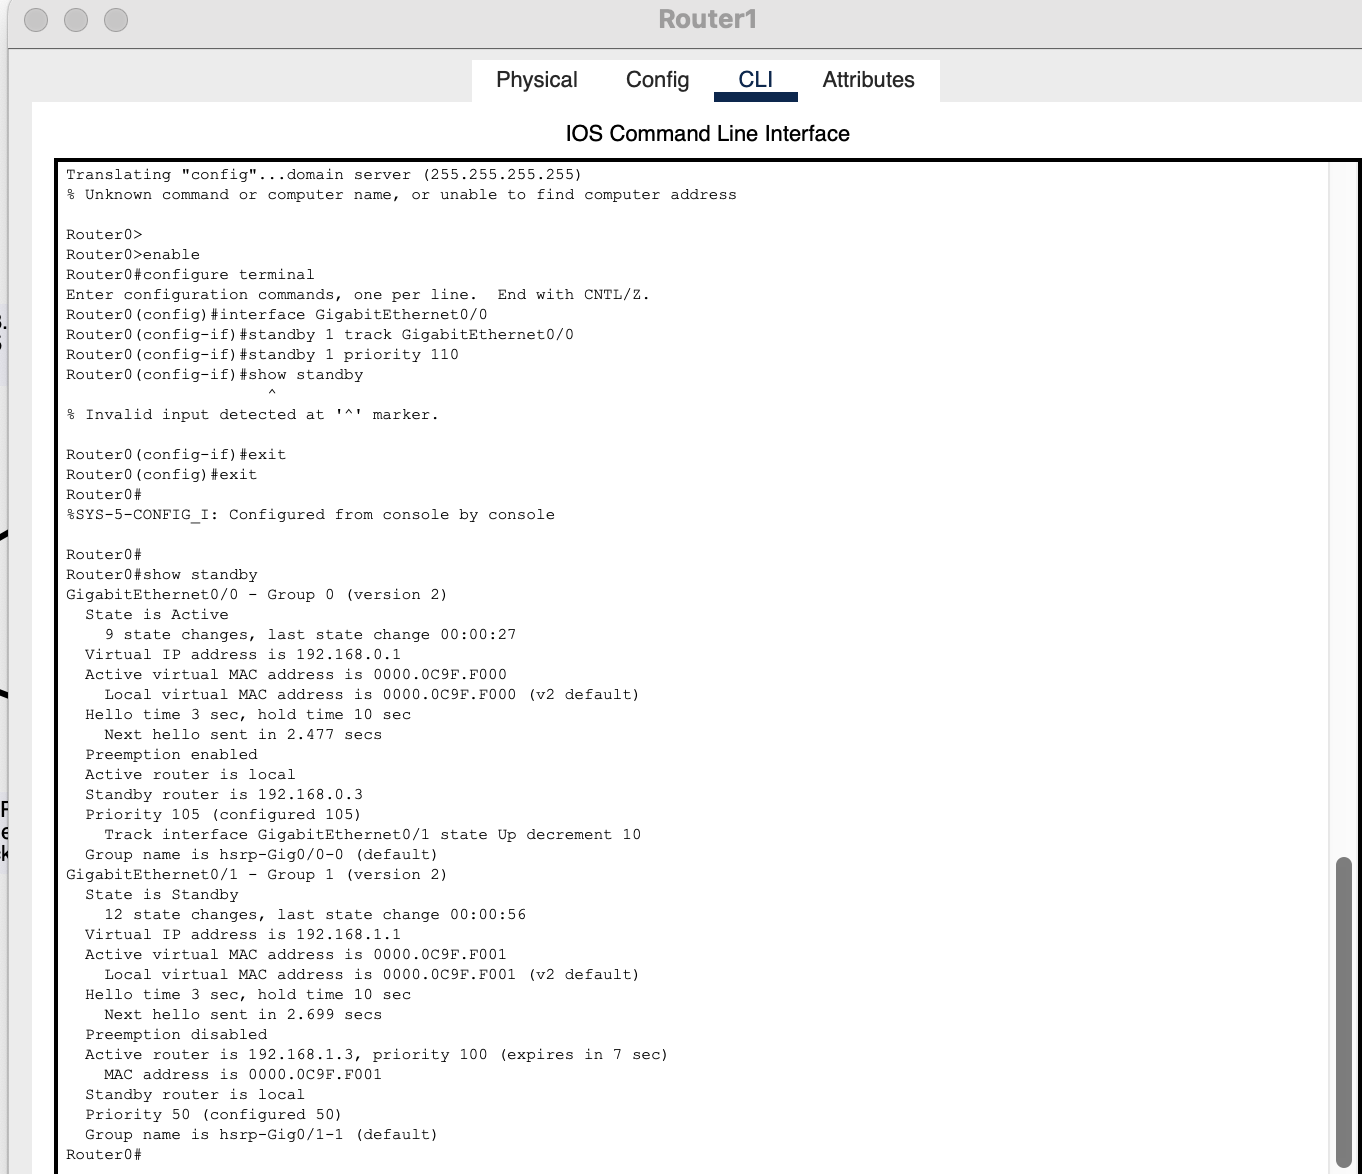 Router1
Physical Config CLI Attributes
IOS Command Line Interface
Translating "config"...domain server (255.255.255.255)
% Unknown command or computer name, or unable to find computer address
Router0>
Router0>enable
Router0#configure terminal
Enter configuration commands, one per line.  End with CNTL/Z.
Router0(config)#interface GigabitEthernet0/0
Router0(config-if)#standby 1 track GigabitEthernet0/0
Router0(config-if)#standby 1 priority 110
Router0(config-if)#show standby
^
% Invalid input detected at '^' marker.
Router0(config-if)#exit
Router0(config)#exit
Router0#
%SYS-5-CONFIG_I: Configured from console by console
Router0#
Router0#show standby
GigabitEthernet0/0 - Group 0 (version 2)
State is Active
9 state changes, last state change 00:00:27
Virtual IP address is 192.168.0.1
Active virtual MAC address is 0000.0C9F.F000
Local virtual MAC address is 0000.0C9F.F000 (v2 default)
Hello time 3 sec, hold time 10 sec
Next hello sent in 2.477 secs
Preemption enabled
Active router is local
Standby router is 192.168.0.3
Priority 105 (configured 105)
Track interface GigabitEthernet0/1 state Up decrement 10
Group name is hsrp-Gig0/0-0 (default)
GigabitEthernet0/1 - Group 1 (version 2)
State is Standby
12 state changes, last state change 00:00:56
Virtual IP address is 192.168.1.1
Active virtual MAC address is 0000.0C9F.F001
Local virtual MAC address is 0000.0C9F.F001 (v2 default)
Hello time 3 sec, hold time 10 sec
Next hello sent in 2.699 secs
Preemption disabled
Active router is 192.168.1.3, priority 100 (expires in 7 sec)
MAC address is 0000.0C9F.F001
Standby router is local
Priority 50 (configured 50)
Group name is hsrp-Gig0/1-1 (default)
Router0#